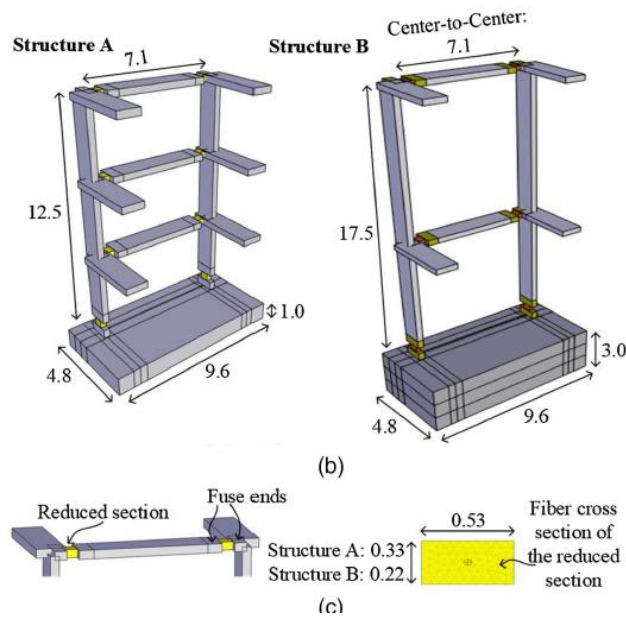 Structure A
7.1
12.5
1.0
4.8
9.6
Structure B
Center-to-Center:
7.1
17.5
3.0
4.8
9.6
(b)
Reduced section
Fuse ends
Structure A: 0.33
Structure B: 0.22
0.53
Fiber cross
section of
the reduced
section
(c)